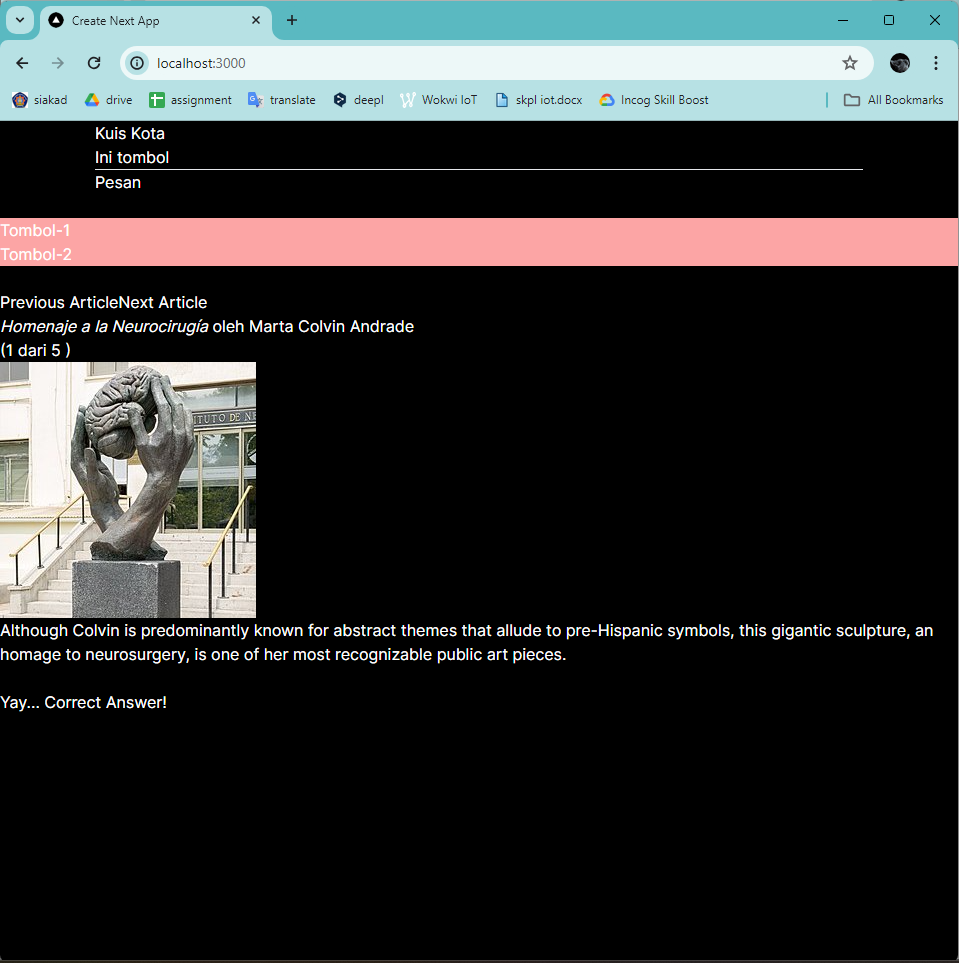 Create Next App
localhost:3000
siakad drive assignment translate deepl Wokwi IoT skpl iot.docx Incog Skill Boost All Bookmarks
Kuis Kota
Ini tombol
Pesan
Tombol-1
Tombol-2
Previous ArticleNext Article
Homenaje a la Neurocirugía oleh Marta Colvin Andrade
(1 dari 5 )
Although Colvin is predominantly known for abstract themes that allude to pre-Hispanic symbols, this gigantic sculpture, an
homage to neurosurgery, is one of her most recognizable public art pieces.
Yay... Correct Answer!